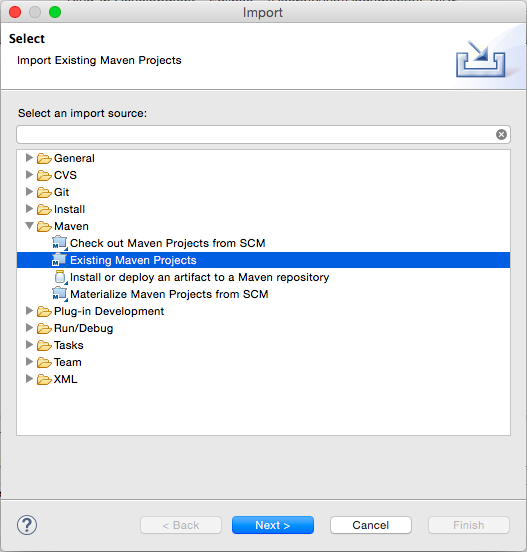 Import
Select
Import Existing Maven Projects
Select an import source:
General
CVS
Git
Install
Maven
Check out Maven Projects from SCM
Existing Maven Projects
Install or deploy an artifact to a Maven repository
Materialize Maven Projects from SCM
Plug-in Development
Run/Debug
Tasks
Team
XML
? < Back Next > Cancel Finish